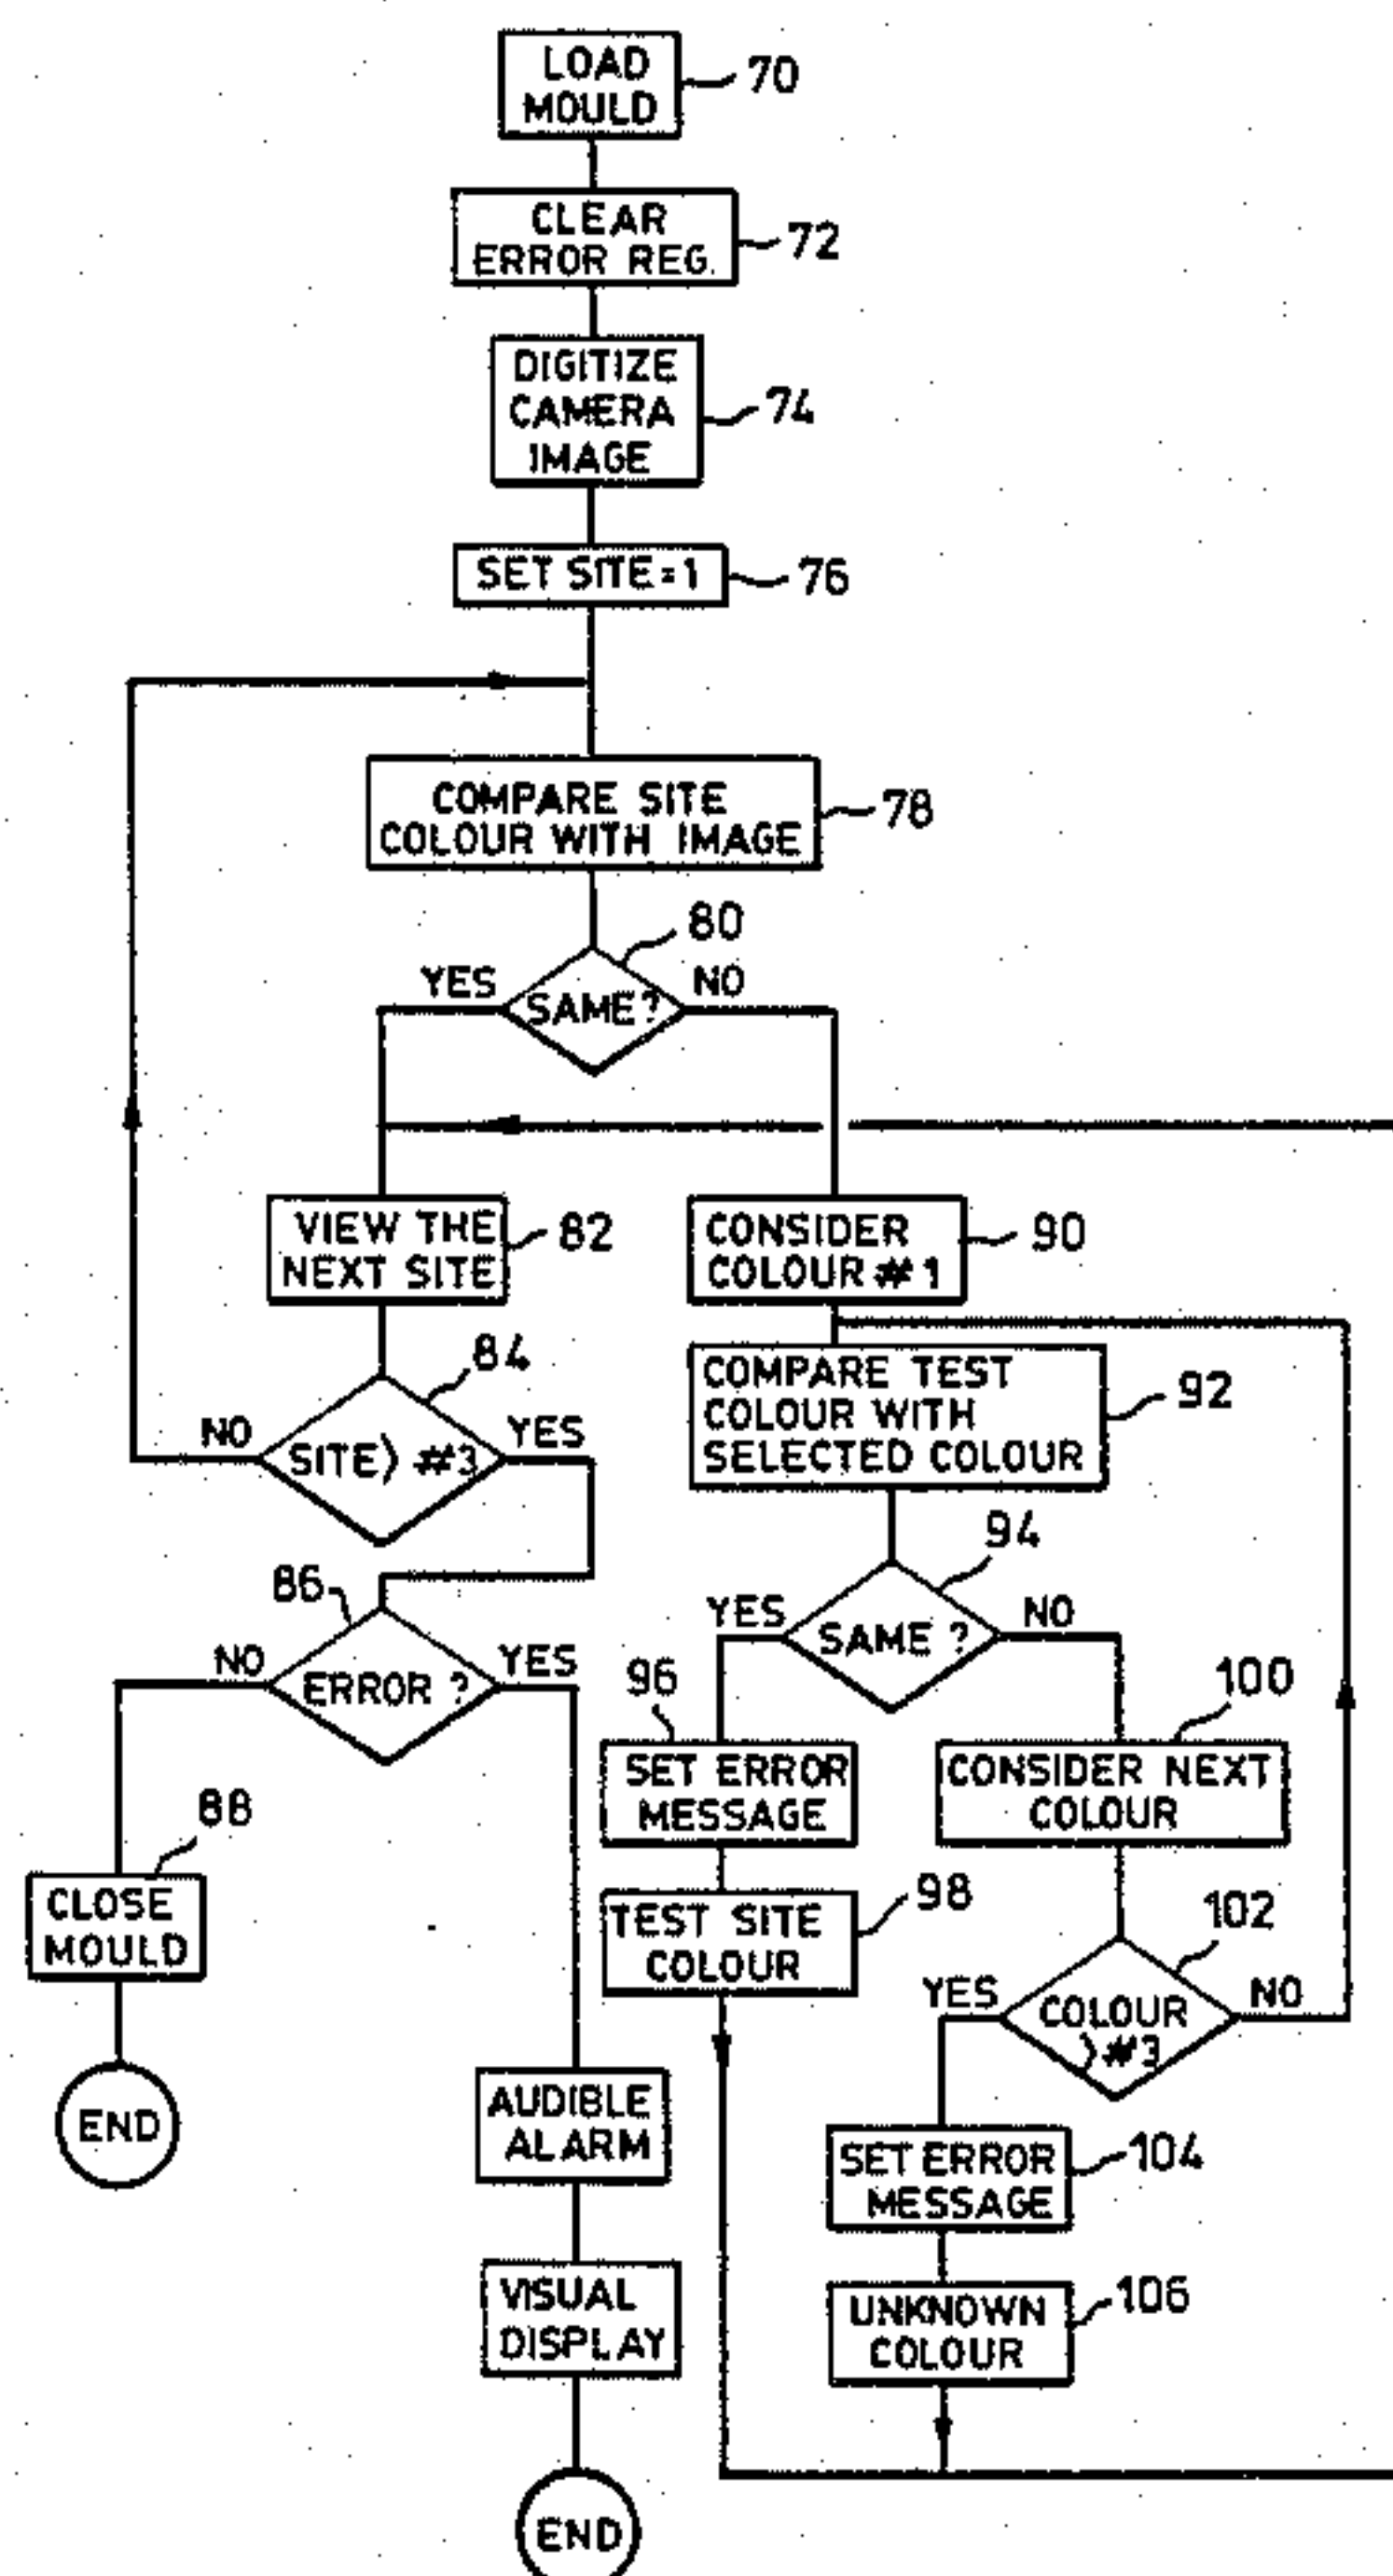 LOAD
MOULD
70
CLEAR
ERROR REG.
72
DIGITIZE
CAMERA
IMAGE
74
SET SITE=1
76
COMPARE SITE
COLOUR WITH IMAGE
78
80
YES
SAME?
NO
VIEW THE
NEXT SITE
82
CONSIDER
COLOUR #1
90
84
NO
SITE) #3
YES
COMPARE TEST
COLOUR WITH
SELECTED COLOUR
92
86
NO
ERROR ?
YES
94
YES
SAME ?
NO
88
CLOSE
MOULD
END
96
SET ERROR
MESSAGE
100
CONSIDER NEXT
COLOUR
TEST SITE
COLOUR
98
102
YES
COLOUR
)#3
NO
AUDIBLE
ALARM
VISUAL
DISPLAY
END
SET ERROR
MESSAGE
104
UNKNOWN
COLOUR
106